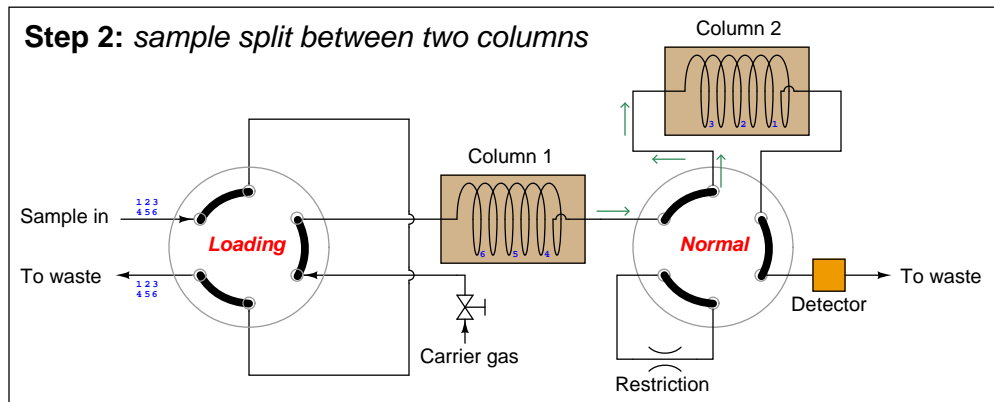 Step 2: sample split between two columns
Column 2
3 2 1
Column 1
1 2 3
4 5 6
Sample in
Loading
6 5 4
Normal
To waste
1 2 3
4 5 6
To waste
Detector
Carrier gas
Restriction